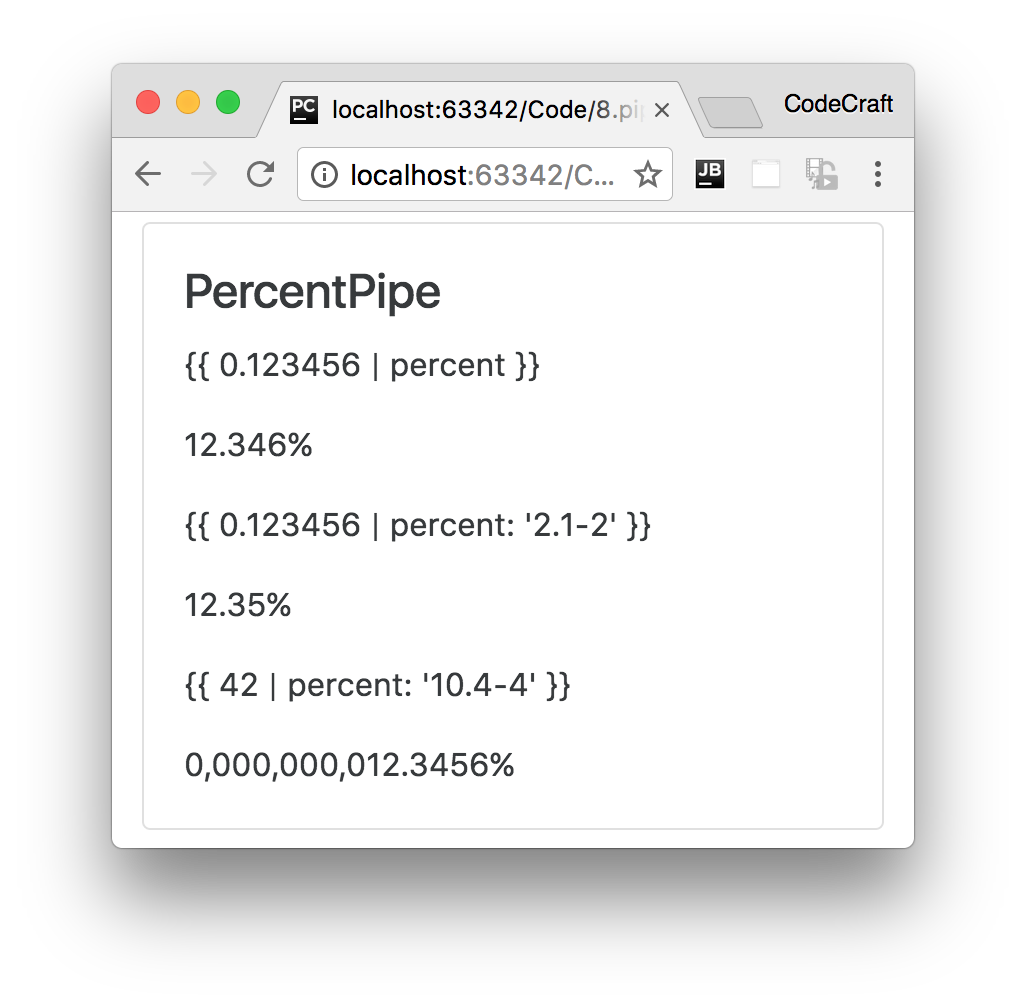 PC localhost:63342/Code/8.pi
CodeCraft
localhost:63342/C...
JB
PercentPipe
{{ 0.123456 | percent }}
12.346%
{{ 0.123456 | percent: '2.1-2' }}
12.35%
{{ 42 | percent: '10.4-4' }}
0,000,000,012.3456%